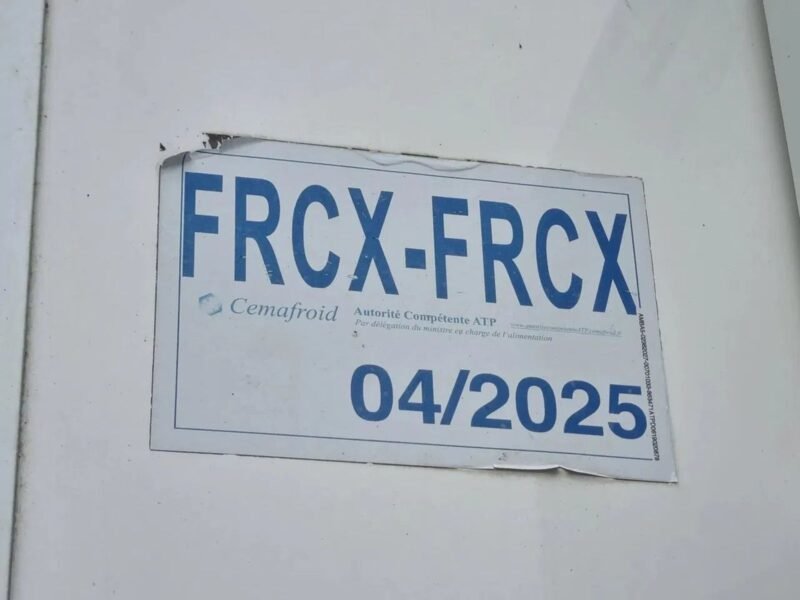 FRCX-FRCX
Cemafroid
Autorité Compétente ATP
Par délégation du ministre en charge de l'alimentation
04/2025